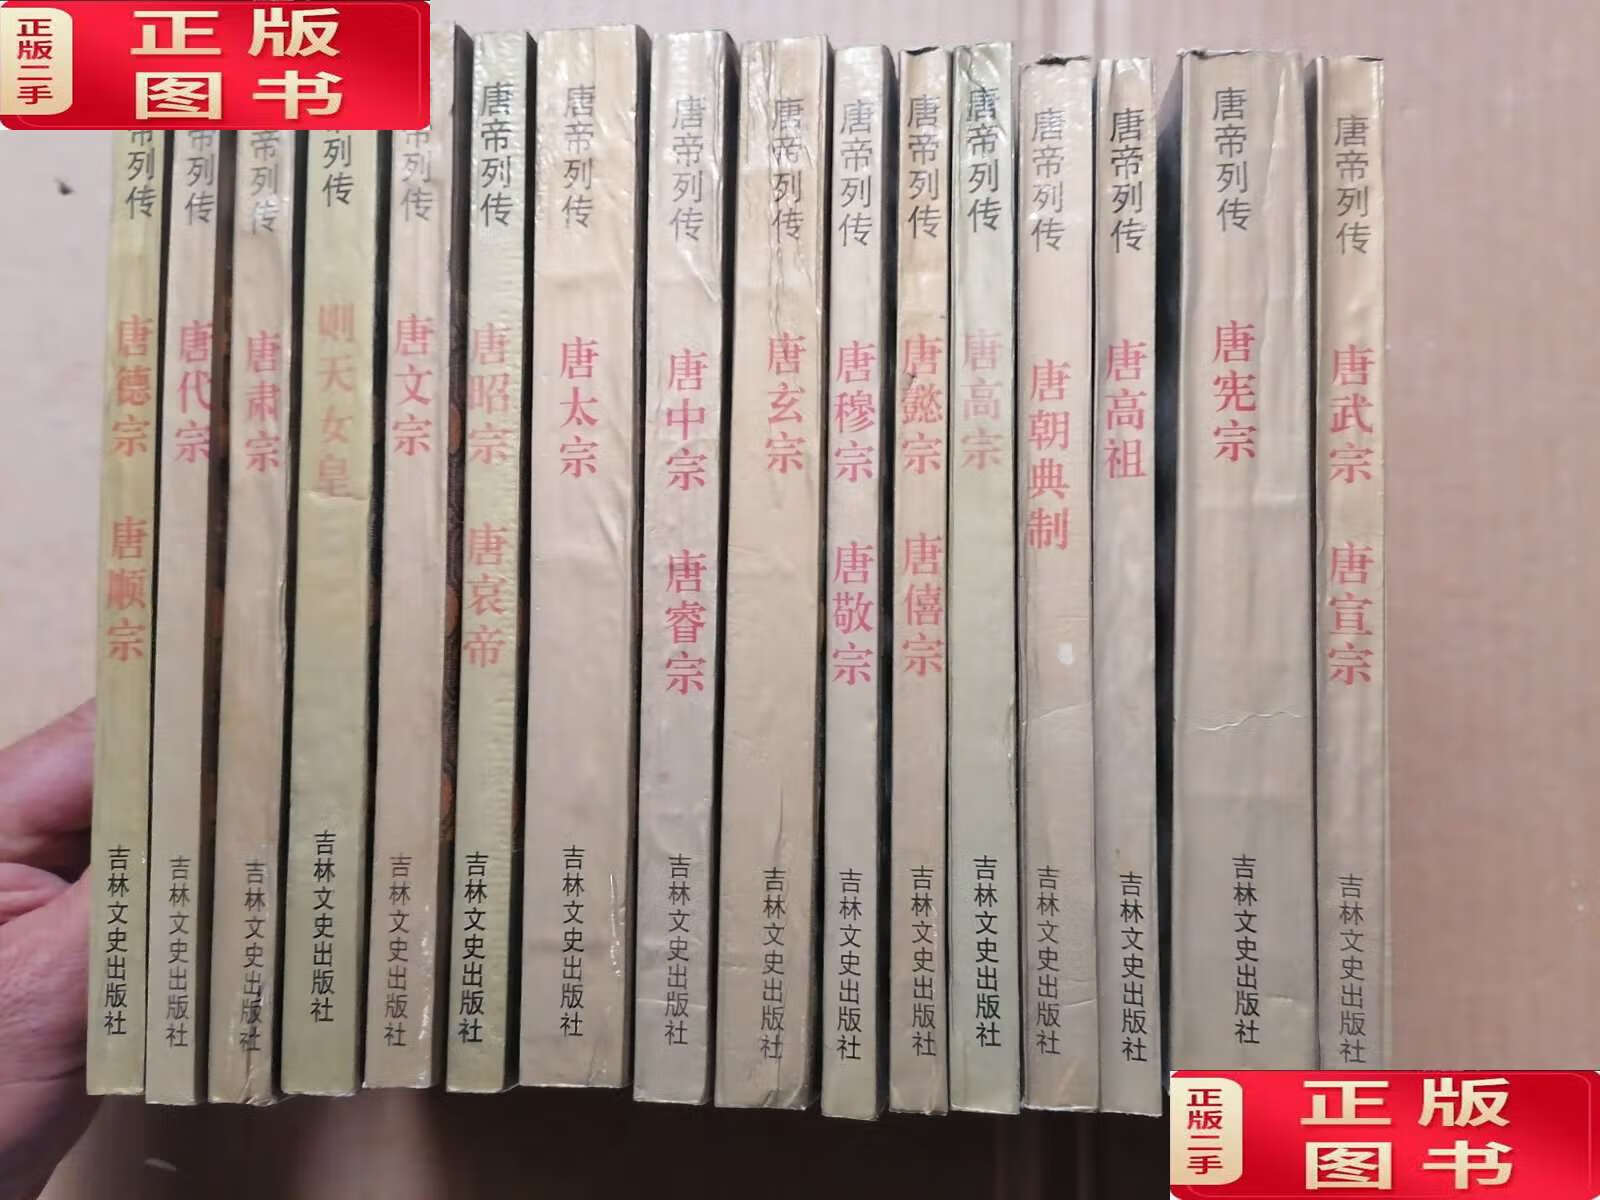 正版二手
正版
图书
帝列传
唐德宗 唐顺宗
吉林文史出版社
帝列传
唐代宗
吉林文史出版社
帝列传
唐肃宗
吉林文史出版社
列传
则天女皇
吉林文史出版社
帝列传
唐文宗
吉林文史出版社
唐帝列传
唐昭宗 唐哀帝
吉林文史出版社
唐帝列传
唐太宗
吉林文史出版社
唐帝列传
唐中宗 唐睿宗
吉林文史出版社
唐帝列传
唐玄宗
吉林文史出版社
唐帝列传
唐穆宗 唐敬宗
吉林文史出版社
唐帝列传
唐懿宗 唐僖宗
吉林文史出版社
唐帝列传
唐高宗
吉林文史出版社
唐帝列传
唐朝典制
吉林文史出版社
唐帝列传
唐高祖
吉林文史出版社
唐帝列传
唐宪宗
吉林文史出版社
唐帝列传
唐武宗 唐宣宗
吉林文史出版社
正版二手
正版
图书